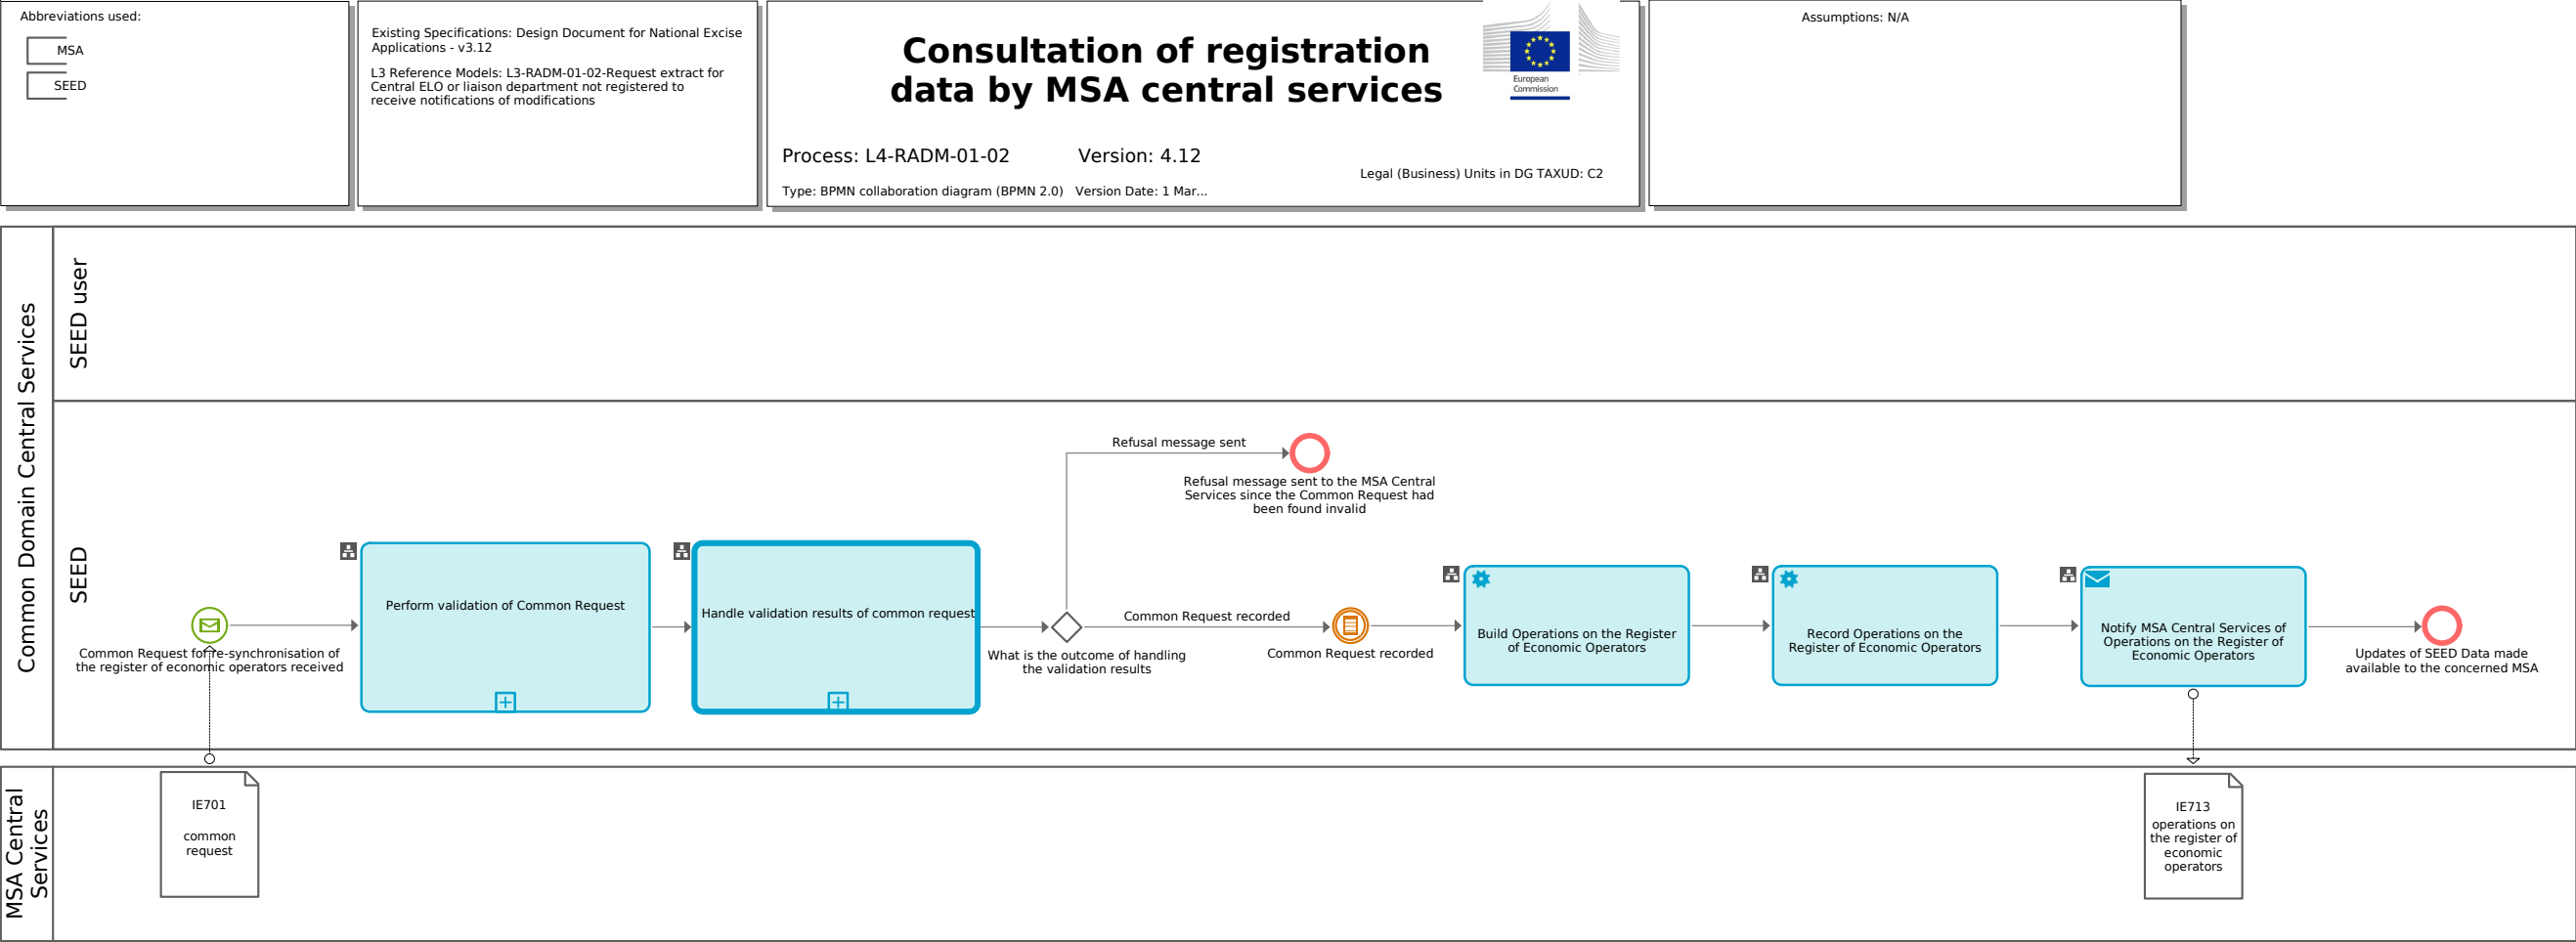 Abbreviations used:
MSA
SEED
Existing Specifications: Design Document for National Excise
Applications - v3.12
L3 Reference Models: L3-RADM-01-02-Request extract for
Central ELO or liaison department not registered to
receive notifications of modifications
Consultation of registration
data by MSA central services
European
Commission
Process: L4-RADM-01-02
Version: 4.12
Legal (Business) Units in DG TAXUD: C2
Type: BPMN collaboration diagram (BPMN 2.0)
Version Date: 1 Mar...
Assumptions: N/A
Common Domain Central Services
SEED user
SEED
Common Request for re-synchronisation of
the register of economic operators received
Perform validation of Common Request
Handle validation results of common request
What is the outcome of handling
the validation results
Refusal message sent
Refusal message sent to the MSA Central
Services since the Common Request had
been found invalid
Common Request recorded
Common Request recorded
Build Operations on the Register
of Economic Operators
Record Operations on the
Register of Economic Operators
Notify MSA Central Services of
Operations on the Register of
Economic Operators
Updates of SEED Data made
available to the concerned MSA
MSA Central
Services
IE701
common
request
IE713
operations on
the register of
economic
operators